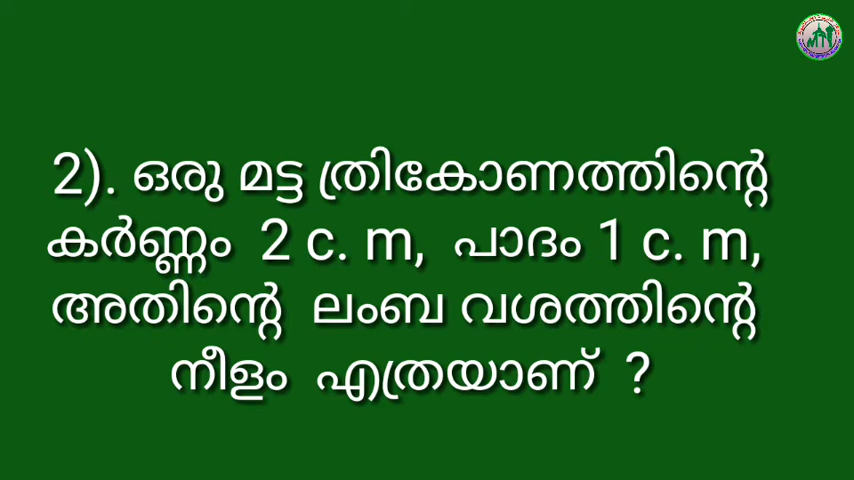 2). ഒരു മട്ട ത്രികോണത്തിന്റെ
കർണ്ണം 2 c. m, പാദം 1 c. m,
അതിന്റെ ലംബ വശത്തിന്റെ
നീളം എത്രയാണ് ?